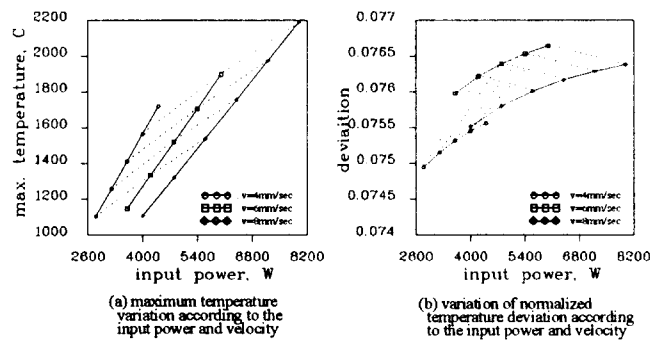 2200
2000
1800
1600
1400
1200
1000
max. temperature, C
2800 4000 5400 6800 8200
input power, W
v=4mm/sec
v=6mm/sec
v=8mm/sec
(a) maximum temperature
variation according to the
input power and velocity
0.077
0.0765
0.076
0.0755
0.075
0.0745
0.074
deviaition
2800 4000 5400 6800 8200
input power, W
v=4mm/sec
v=6mm/sec
v=8mm/sec
(b) variation of normalized
temperature deviation according
to the input power and velocity